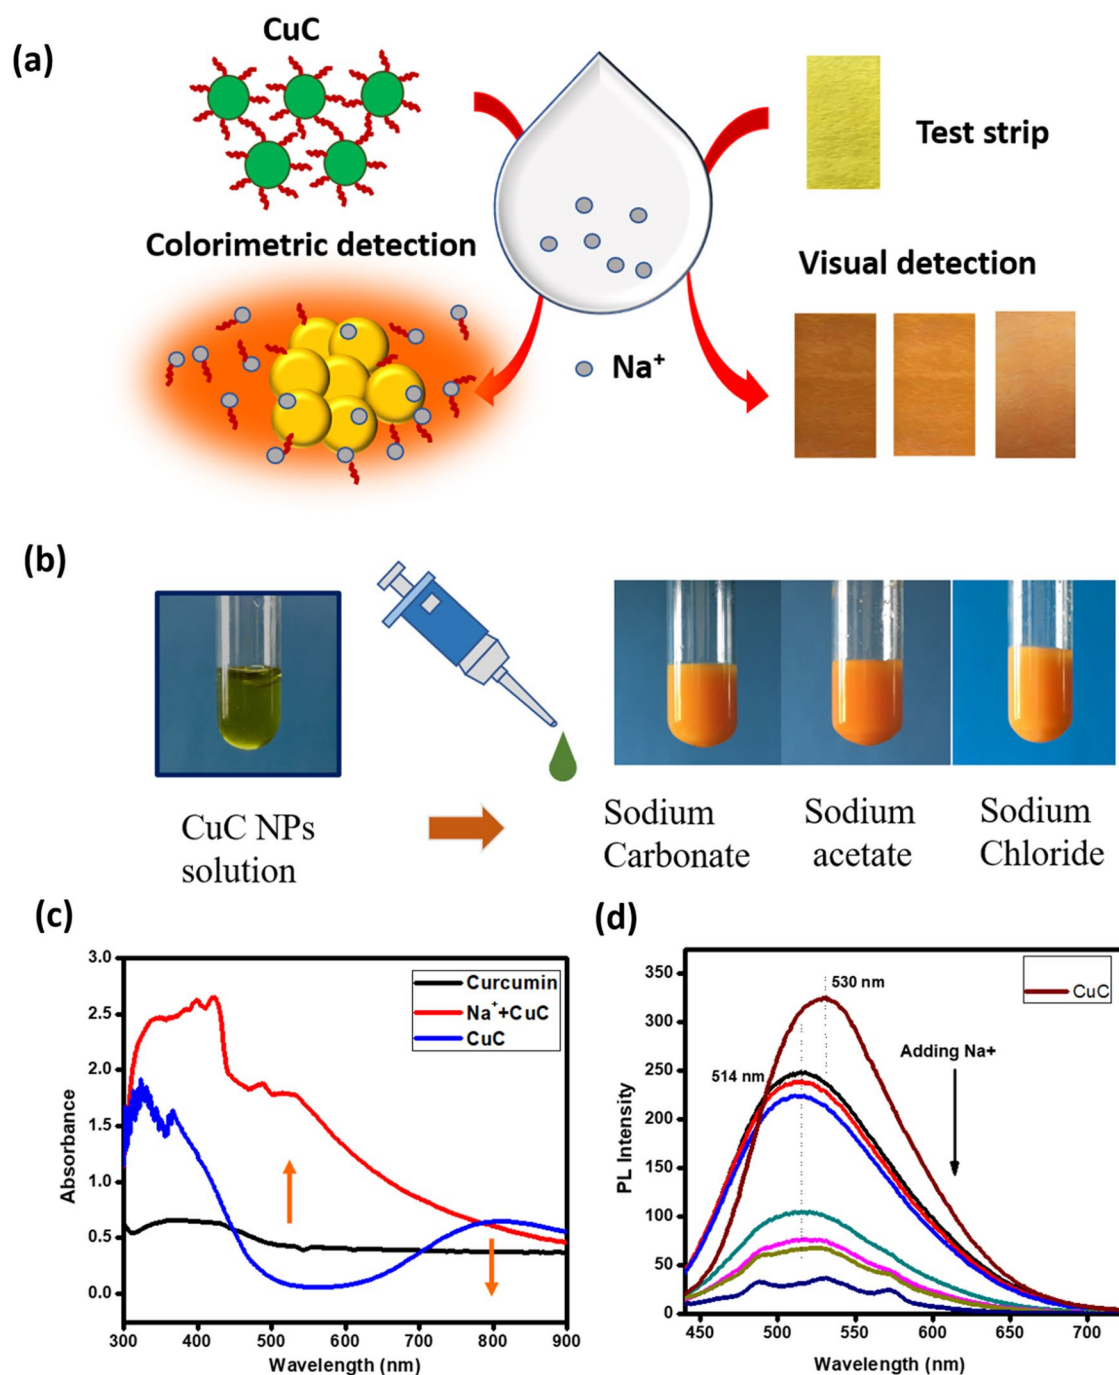 (a)
CuC
Test strip
Colorimetric detection
Visual detection
Na⁺
(b)
CuC NPs
solution
Sodium
Carbonate
Sodium
acetate
Sodium
Chloride
(c)
3.0
2.5
2.0
1.5
1.0
0.5
0.0
Absorbance
Curcumin
Na⁺+CuC
CuC
300 400 500 600 700 800 900
Wavelength (nm)
(d)
350
300
250
200
150
100
50
0
PL Intensity
CuC
530 nm
514 nm
Adding Na+
450 500 550 600 650 700
Wavelength (nm)